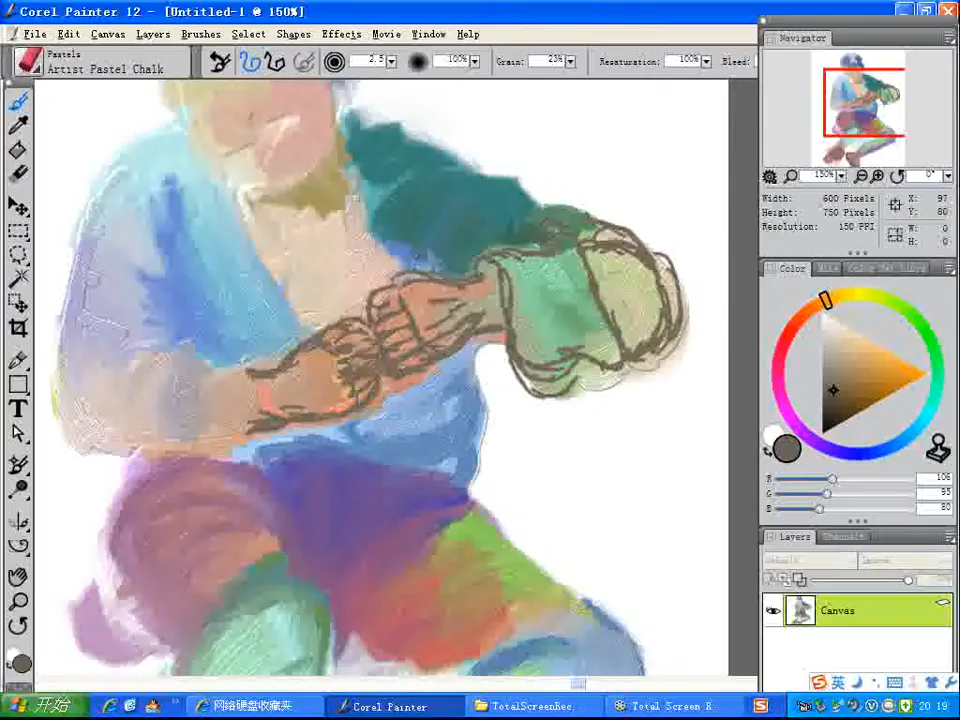 Corel Painter 12 - [Untitled-1 @ 150%]
File Edit Canvas Layers Brushes Select Shapes Effects Movie Window Help
Pastels
Artist Pastel Chalk
2.5 100% Grain: 23% Resaturation: 100% Bleed:
Navigator
150% 0°
Width: 600 Pixels X: 97
Height: 750 Pixels Y: 80
Resolution: 150 PPI W: 0
H: 0
Color
R 106
G 95
B 80
Layers Channels
Canvas
英
开始 网络硬盘收藏夹 Corel Painter TotalScreenRec... Total Screen R... 20:19